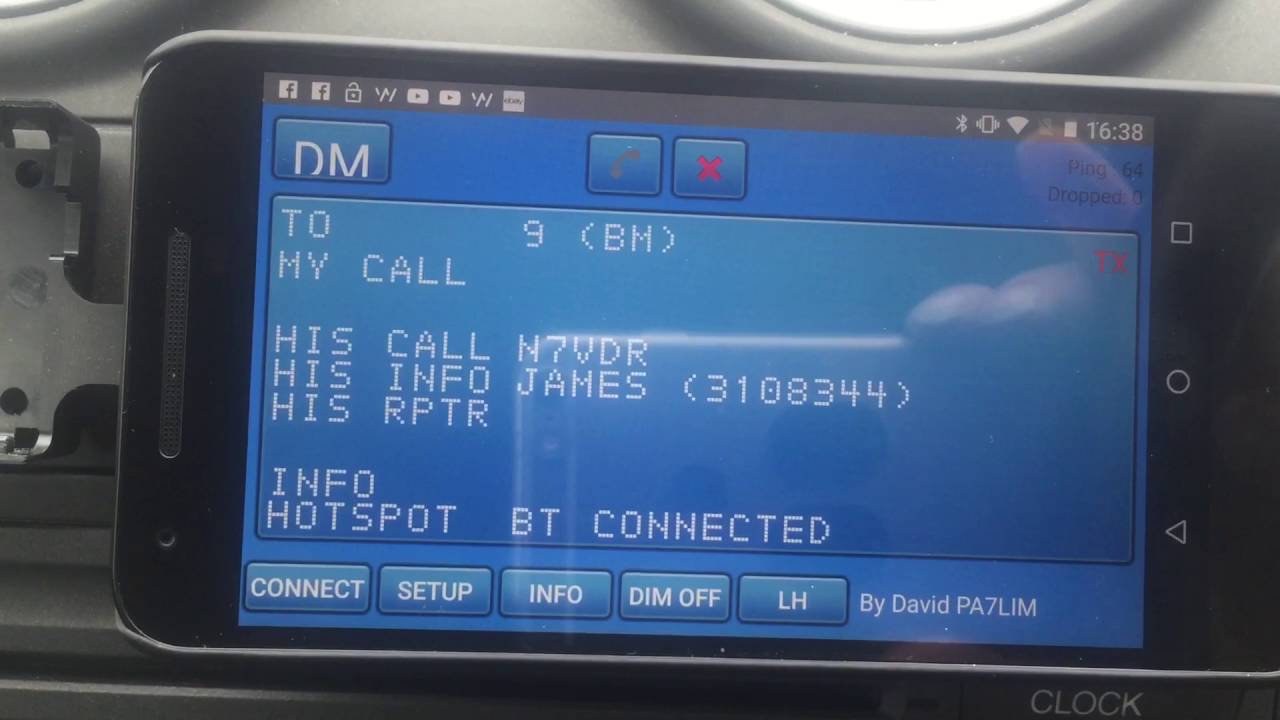 ebay
16:38
DM
Ping : 64
Dropped: 0
TO 9 (BM)
TX
MY CALL
HIS CALL N7VDR
HIS INFO JAMES (3108344)
HIS RPTR
INFO
HOTSPOT BT CONNECTED
CONNECT SETUP INFO DIM OFF LH By David PA7LIM
CLOCK